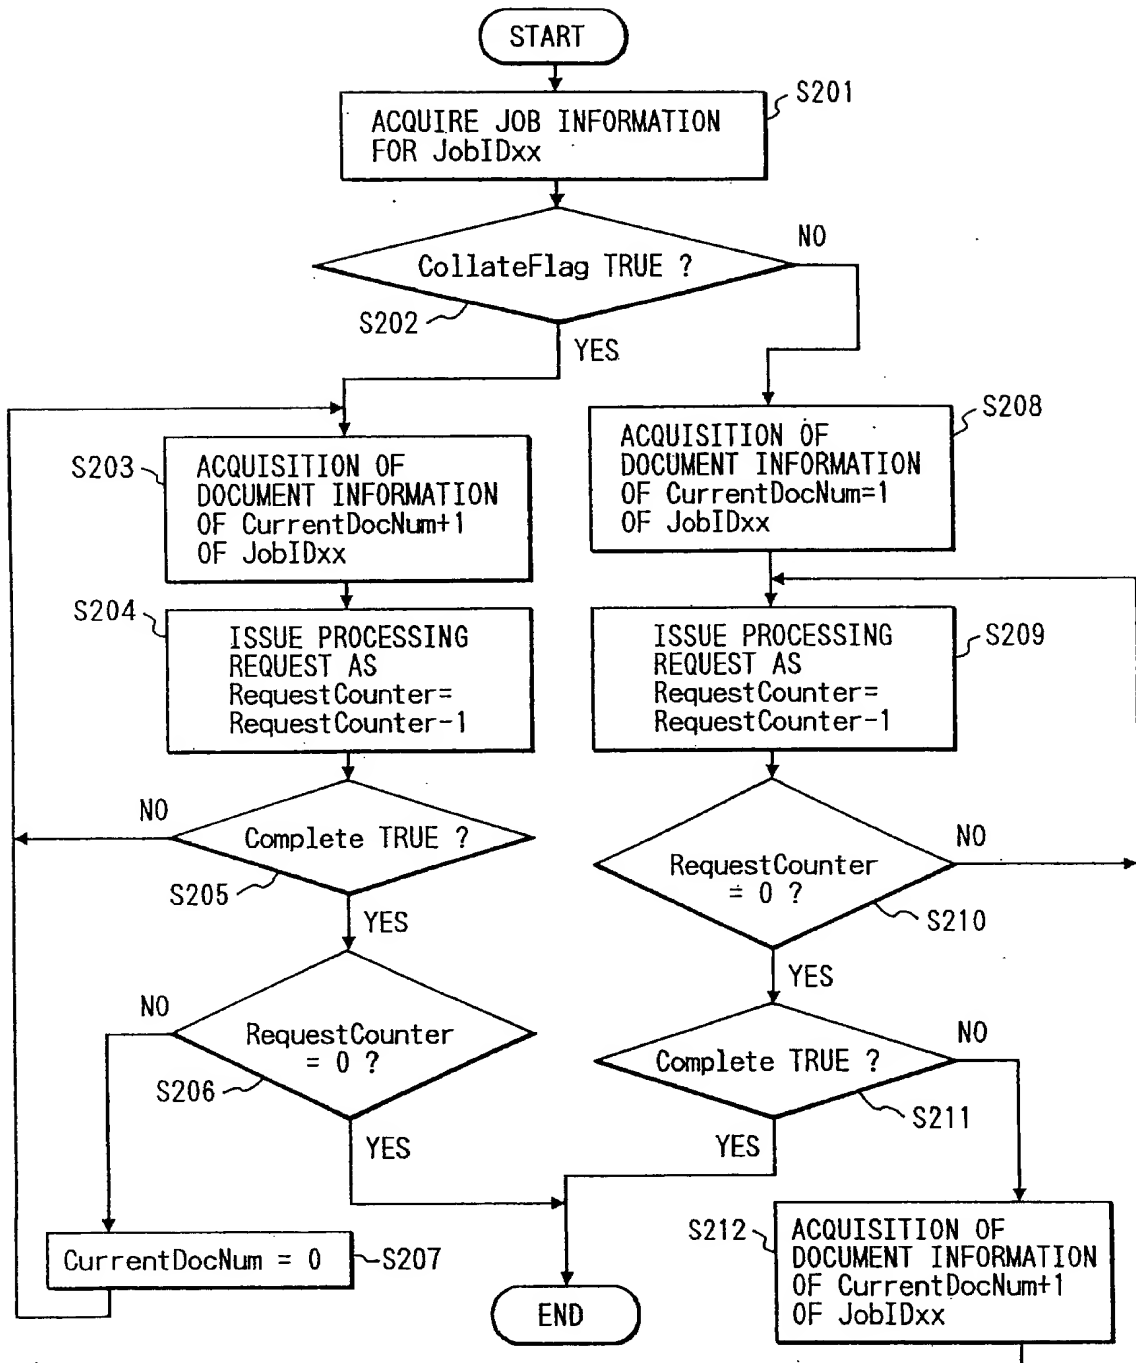 START
S201
ACQUIRE JOB INFORMATION
FOR JobIDxx
NO
CollateFlag TRUE ?
S202
YES
S203
ACQUISITION OF
DOCUMENT INFORMATION
OF CurrentDocNum+1
OF JobIDxx
S208
ACQUISITION OF
DOCUMENT INFORMATION
OF CurrentDocNum=1
OF JobIDxx
S204
ISSUE PROCESSING
REQUEST AS
RequestCounter=
RequestCounter-1
S209
ISSUE PROCESSING
REQUEST AS
RequestCounter=
RequestCounter-1
NO
Complete TRUE ?
S205
YES
NO
RequestCounter
= 0 ?
S210
YES
NO
RequestCounter
= 0 ?
S206
YES
NO
Complete TRUE ?
S211
YES
CurrentDocNum = 0
S207
END
S212
ACQUISITION OF
DOCUMENT INFORMATION
OF CurrentDocNum+1
OF JobIDxx